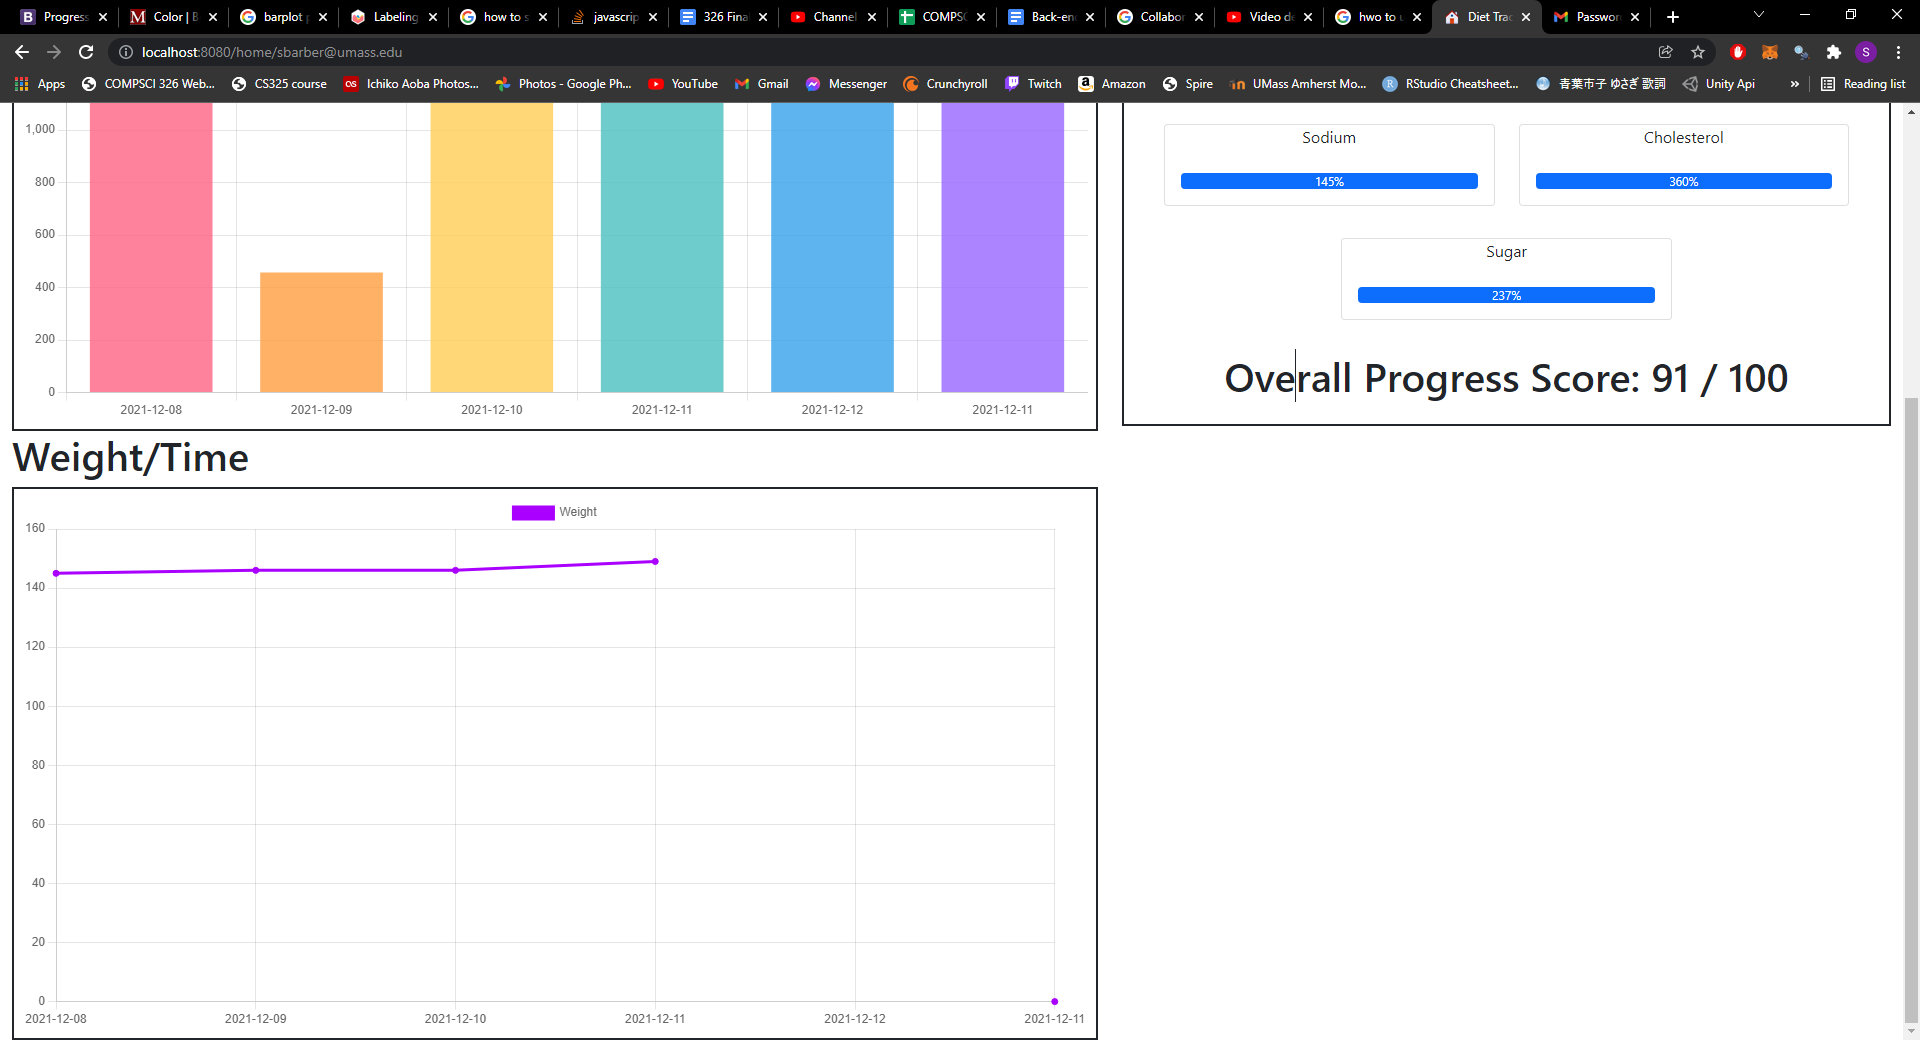 Progress
Color | B
barplot p
Labeling
how to s
javascrip
326 Fina
Channel
COMPSC
Back-en
Collabor
Video de
hwo to u
Diet Trac
Passwor
localhost:8080/home/sbarber@umass.edu
S
Apps
COMPSCI 326 Web...
CS325 course
Ichiko Aoba Photos...
Photos - Google Ph...
YouTube
Gmail
Messenger
Crunchyroll
Twitch
Amazon
Spire
UMass Amherst Mo...
RStudio Cheatsheet...
青葉市子 ゆさぎ 歌詞
Unity Api
»
Reading list
1,000
800
600
400
200
0
2021-12-08 2021-12-09 2021-12-10 2021-12-11 2021-12-12 2021-12-11
Sodium
145%
Cholesterol
360%
Sugar
237%
Overall Progress Score: 91 / 100
Weight/Time
Weight
160
140
120
100
80
60
40
20
0
2021-12-08 2021-12-09 2021-12-10 2021-12-11 2021-12-12 2021-12-11